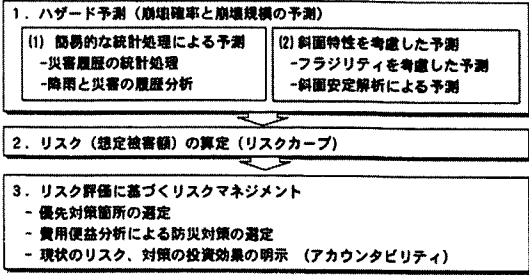 1．ハザード予測（崩壊確率と崩壊規模の予測）
(1) 簡易的な統計処理による予測
-災害履歴の統計処理
-降雨と災害の履歴分析
(2)斜面特性を考慮した予測
-フラジリティを考慮した予測
-斜面安定解析による予測
2．リスク（想定被害額）の算定（リスクカーブ）
3．リスク評価に基づくリスクマネジメント
- 優先対策箇所の選定
- 費用便益分析による防災対策の選定
- 現状のリスク、対策の投資効果の明示 （アカウンタビリティ）